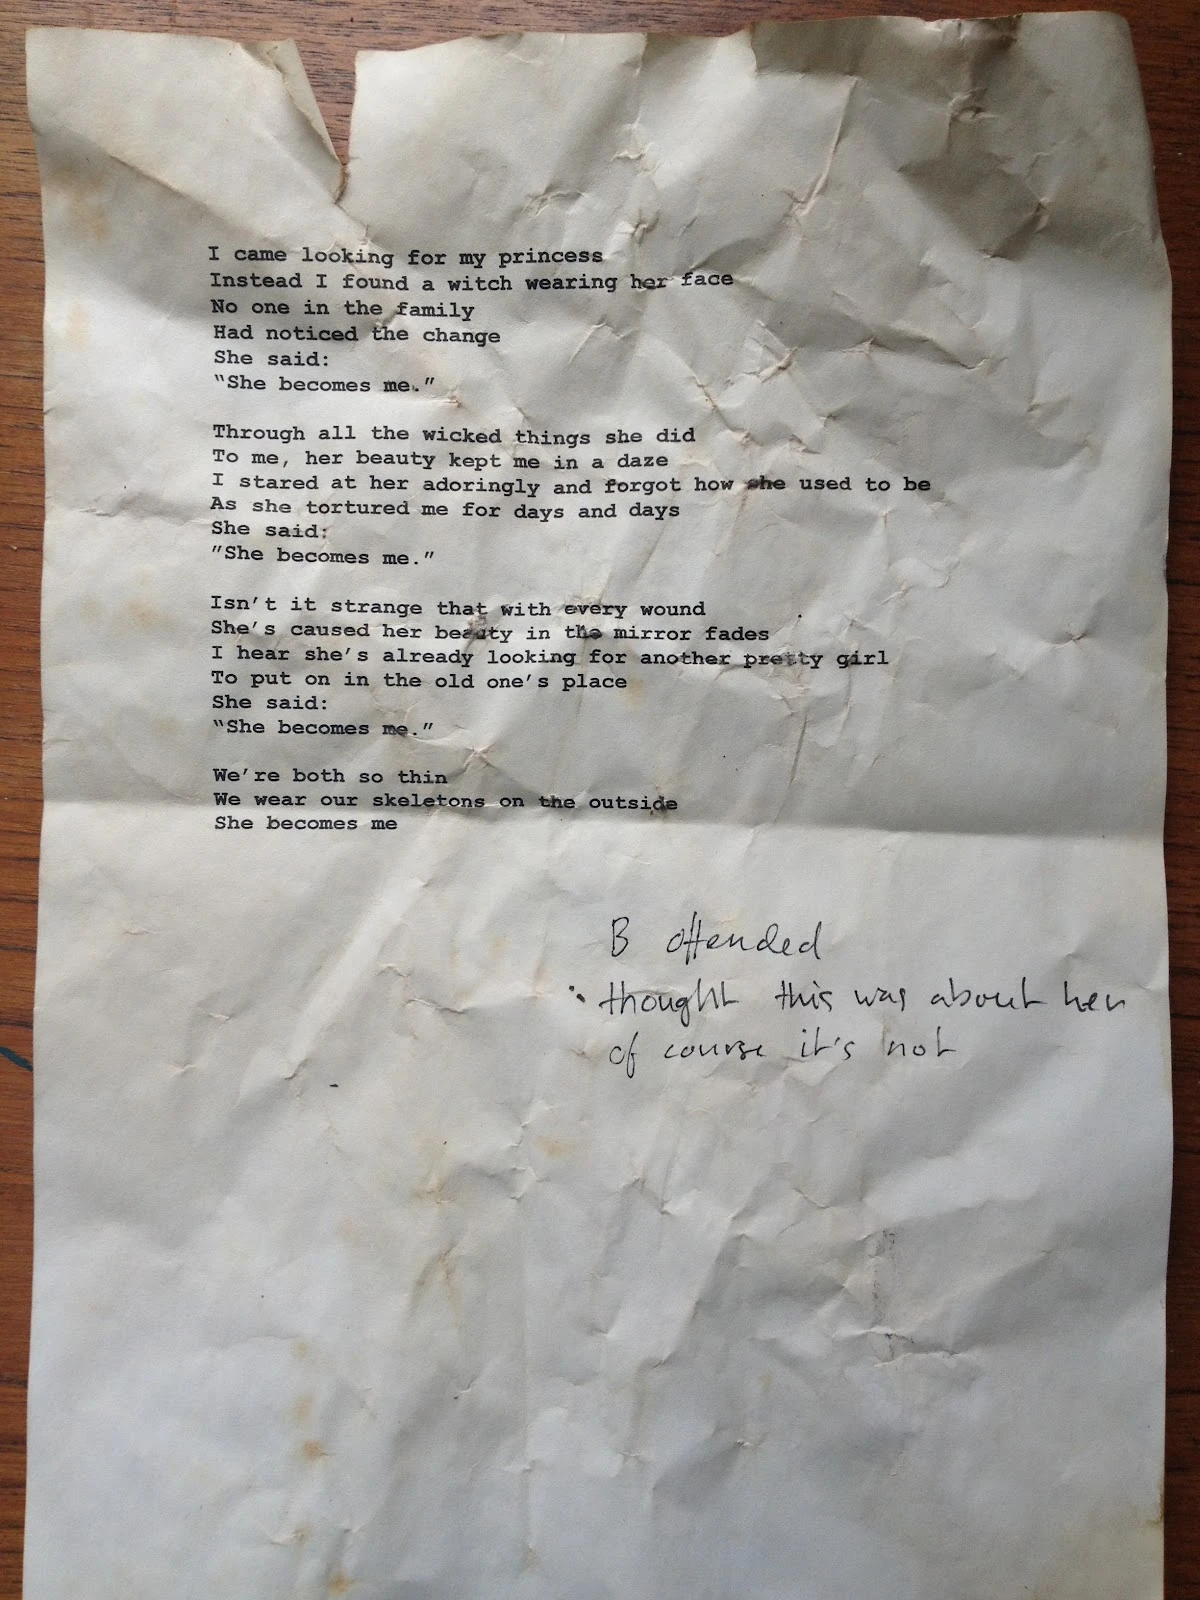 I came looking for my princess
Instead I found a witch wearing her face
No one in the family
Had noticed the change
She said:
“She becomes me.”
Through all the wicked things she did
To me, her beauty kept me in a daze
I stared at her adoringly and forgot how she used to be
As she tortured me for days and days
She said:
"She becomes me."
Isn't it strange that with every wound
She's caused her beauty in the mirror fades
I hear she's already looking for another pretty girl
To put on in the old one's place
She said:
“She becomes me."
We're both so thin
We wear our skeletons on the outside
She becomes me
B offended
thought this was about her
of course it's not